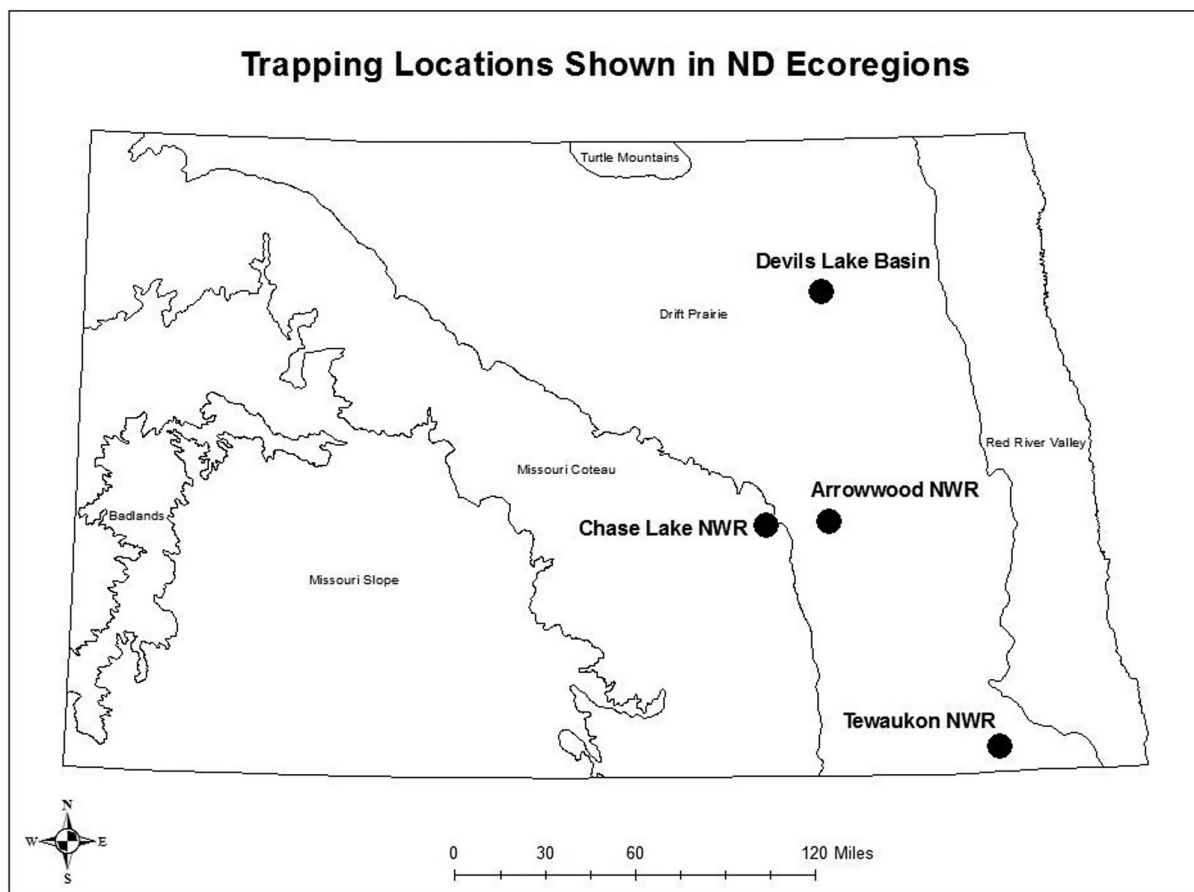 Trapping Locations Shown in ND Ecoregions
Turtle Mountains
Devils Lake Basin
Drift Prairie
Red River Valley
Missouri Coteau
Arrowwood NWR
Chase Lake NWR
Badlands
Missouri Slope
Tewaukon NWR
N
W E
S
0 30 60 120 Miles